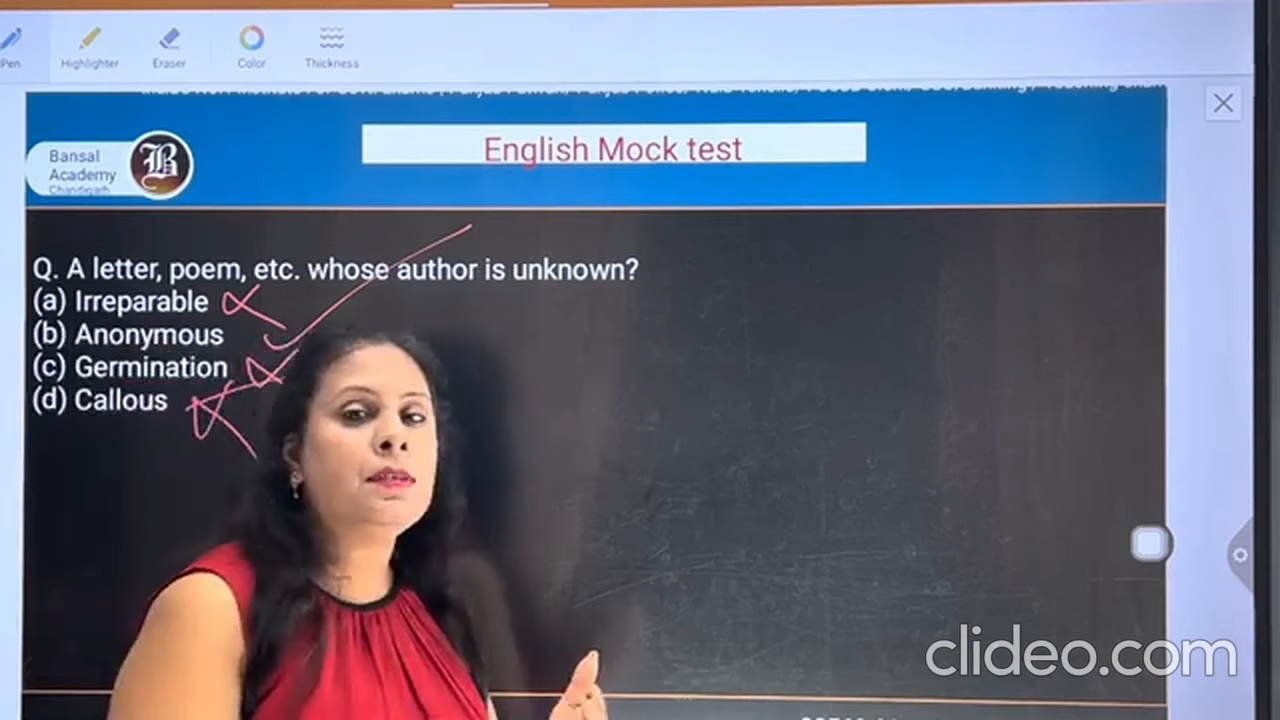 Pen Highlighter Eraser Color Thickness
Bansal
Academy
Chandigarh
B
English Mock test
Q. A letter, poem, etc. whose author is unknown?
(a) Irreparable
(b) Anonymous
(c) Germination
(d) Callous
clideo.com